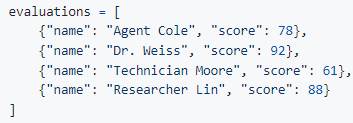 evaluations = [
    {"name": "Agent Cole", "score": 78},
    {"name": "Dr. Weiss", "score": 92},
    {"name": "Technician Moore", "score": 61},
    {"name": "Researcher Lin", "score": 88}
]